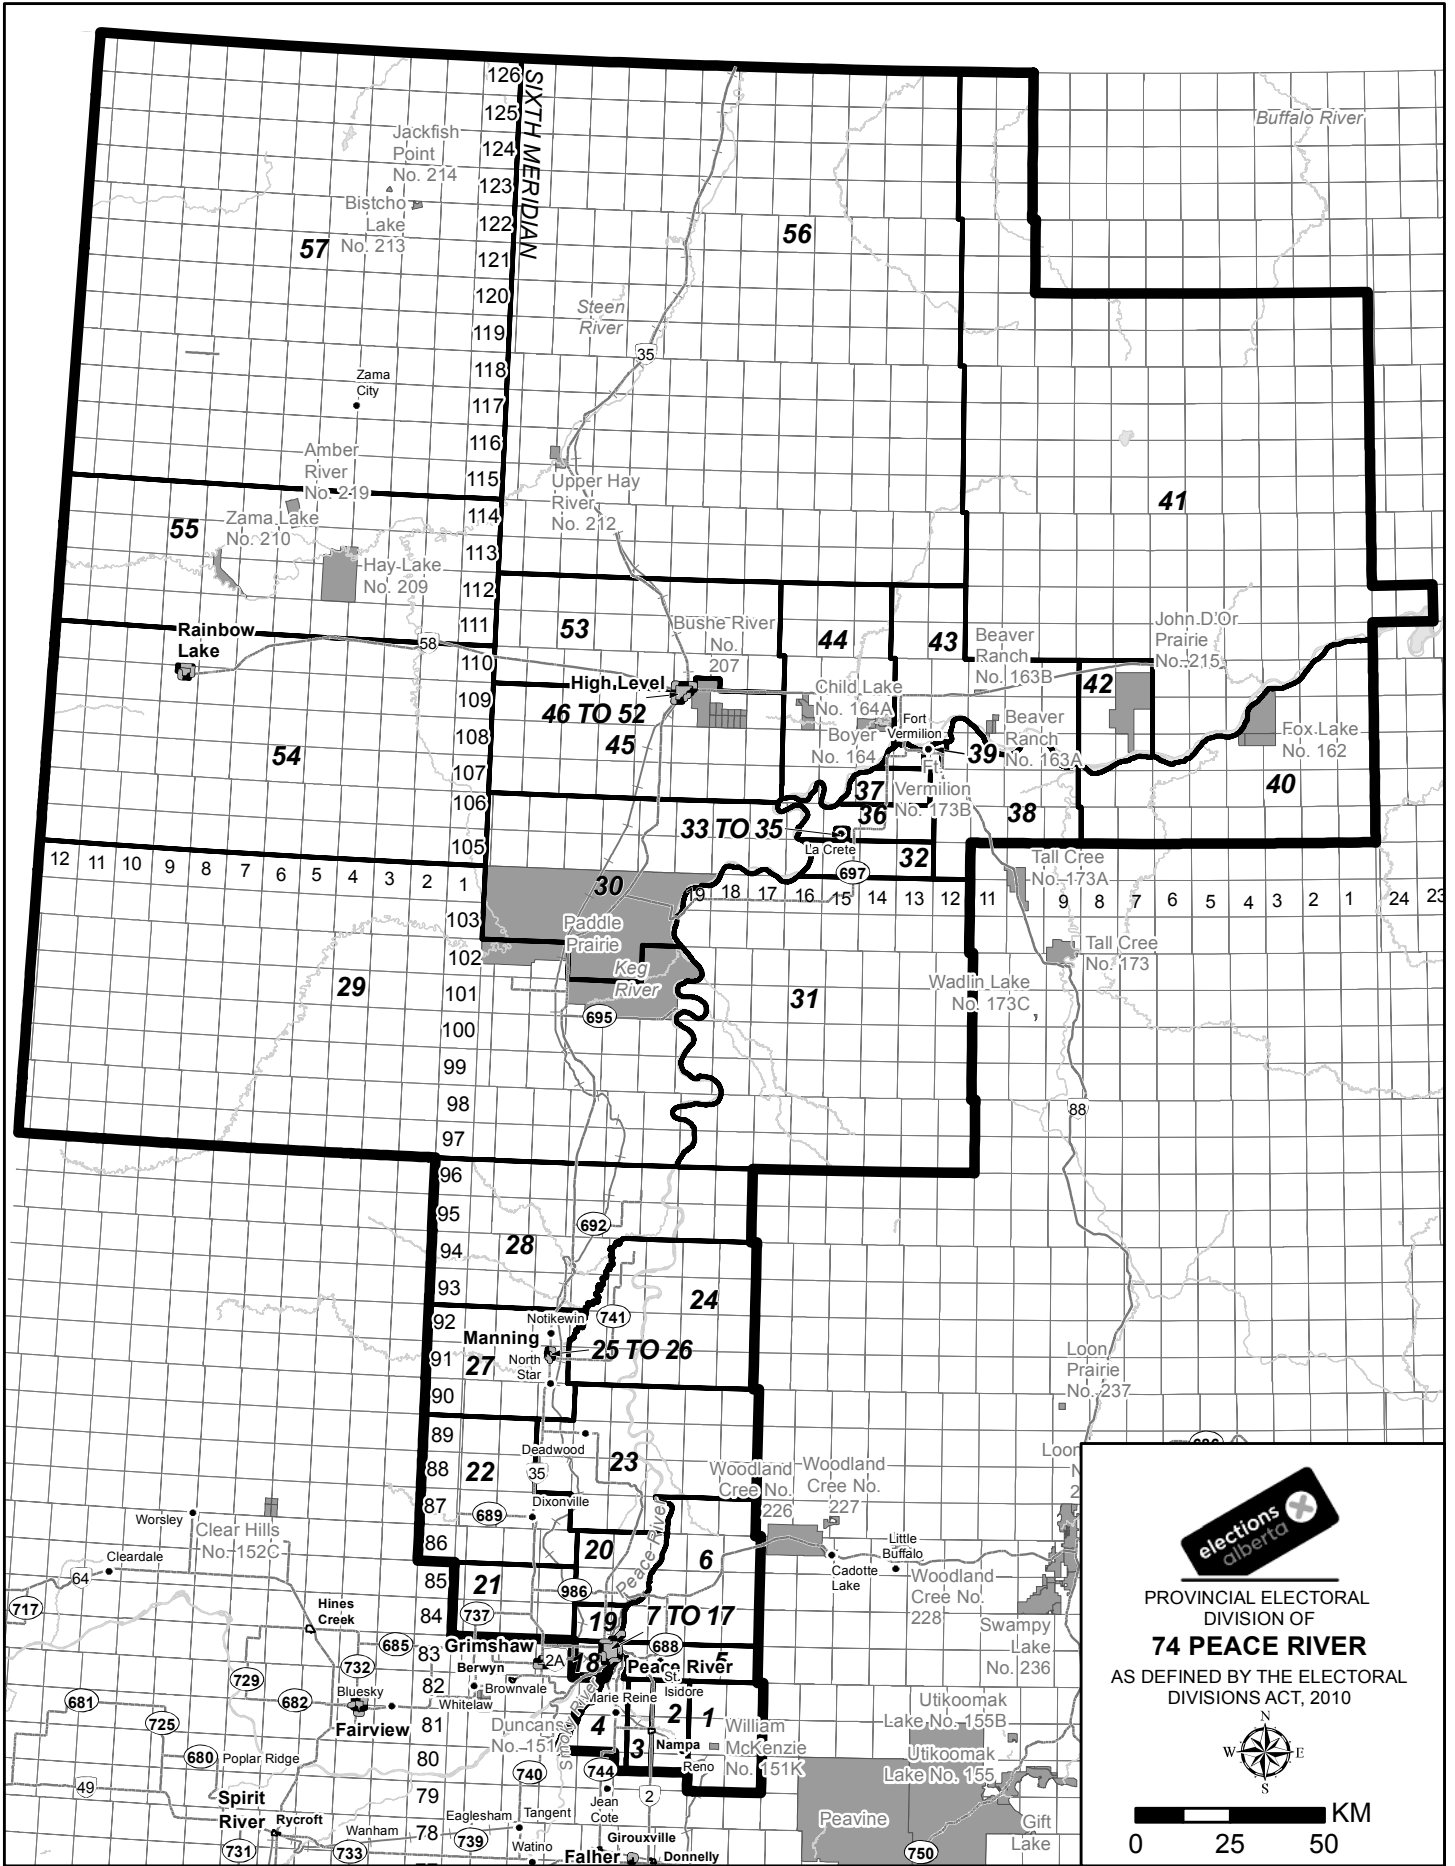 126
SIXTH MERIDIAN
125
124
123
122
121
120
119
118
117
116
115
114
113
112
111
110
109
108
107
106
105
103
102
101
100
99
98
97
96
95
94
93
92
91
90
89
88
87
86
85
84
83
82
81
80
79
78
Buffalo River
Jackfish
Point
No. 214
Bistcho
Lake
No. 213
57
56
Steen
River
35
Zama
City
Amber
River
No. 219
Upper Hay
River
No. 212
41
55
Zama Lake
No. 210
Hay Lake
No. 209
Rainbow
Lake
58
53
Bushe River
No.
207
44
43
Beaver
Ranch
No. 163B
John D'Or
Prairie
No. 215
42
High Level
46 TO 52
45
Child Lake
No. 164A
Boyer
No. 164
Fort
Vermilion
39
Beaver
Ranch
No. 163A
Fox Lake
No. 162
54
Ft.
Vermilion
No. 173B
37
36
40
38
33 TO 35
La Crete
32
697
Tall Cree
No. 173A
12 11 10 9 8 7 6 5 4 3 2 1
30
19 18 17 16 15 14 13 12 11 9 8 7 6 5 4 3 2 1 24 23
Paddle
Prairie
Keg
River
Tall Cree
No. 173
29
31
Wadlin Lake
No. 173C
695
88
692
28
24
741
Notikewin
Manning
25 TO 26
27
North
Star
Loon
Prairie
No. 237
Deadwood
23
22
35
Woodland
Cree No.
226
Woodland
Cree No.
227
Dixonville
689
Worsley
Clear Hills
No. 152C
Peace River
20
6
Little
Buffalo
Cadotte
Lake
Woodland
Cree No.
228
Cleardale
64
717
21
986
Hines
Creek
737
19
7 TO 17
Swampy
Lake
No. 236
685
Grimshaw
2A
18
688
5
Peace River
732
729
Berwyn
Brownvale
St.
Isidore
Marie Reine
Bluesky
Whitelaw
681
682
Fairview
725
Duncans
No. 151
Smoky River
4
2
1
3
Nampa
William
McKenzie
No. 151K
Utikoomak
Lake No. 155B
Utikoomak
Lake No. 155
680
Poplar Ridge
740
744
Reno
49
2
Jean
Cote
Spirit
River
Rycroft
Eaglesham
Tangent
Peavine
Gift
Lake
Wanham
739
Watino
Girouxville
731
733
Falher
Donnelly
750
Loon
elections
alberta
PROVINCIAL ELECTORAL
DIVISION OF
74 PEACE RIVER
AS DEFINED BY THE ELECTORAL
DIVISIONS ACT, 2010
N
W E
S
KM
0 25 50